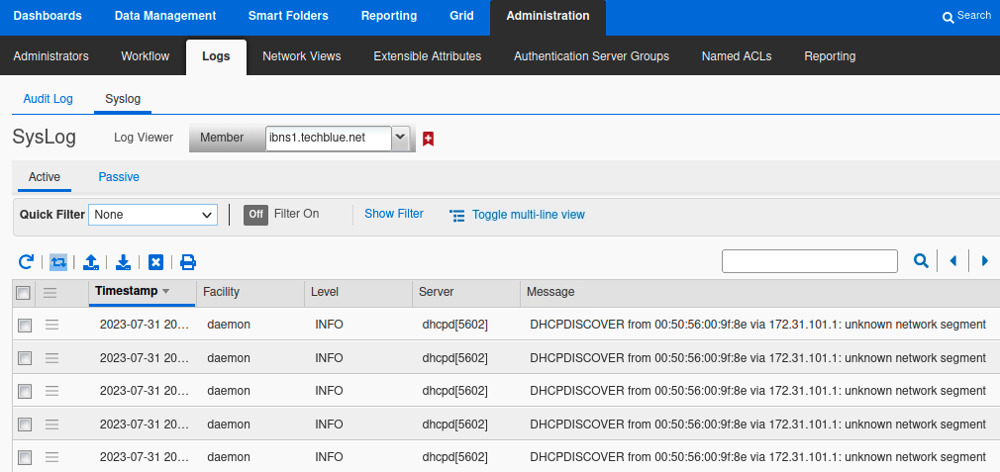 Dashboards Data Management Smart Folders Reporting Grid Administration Search
Administrators Workflow Logs Network Views Extensible Attributes Authentication Server Groups Named ACLs Reporting
Audit Log Syslog
SysLog Log Viewer Member ibns1.techblue.net
Active Passive
Quick Filter None Off Filter On Show Filter Toggle multi-line view
Timestamp Facility Level Server Message
2023-07-31 20... daemon INFO dhcpd[5602] DHCPDISCOVER from 00:50:56:00:9f:8e via 172.31.101.1: unknown network segment
2023-07-31 20... daemon INFO dhcpd[5602] DHCPDISCOVER from 00:50:56:00:9f:8e via 172.31.101.1: unknown network segment
2023-07-31 20... daemon INFO dhcpd[5602] DHCPDISCOVER from 00:50:56:00:9f:8e via 172.31.101.1: unknown network segment
2023-07-31 20... daemon INFO dhcpd[5602] DHCPDISCOVER from 00:50:56:00:9f:8e via 172.31.101.1: unknown network segment
2023-07-31 20... daemon INFO dhcpd[5602] DHCPDISCOVER from 00:50:56:00:9f:8e via 172.31.101.1: unknown network segment